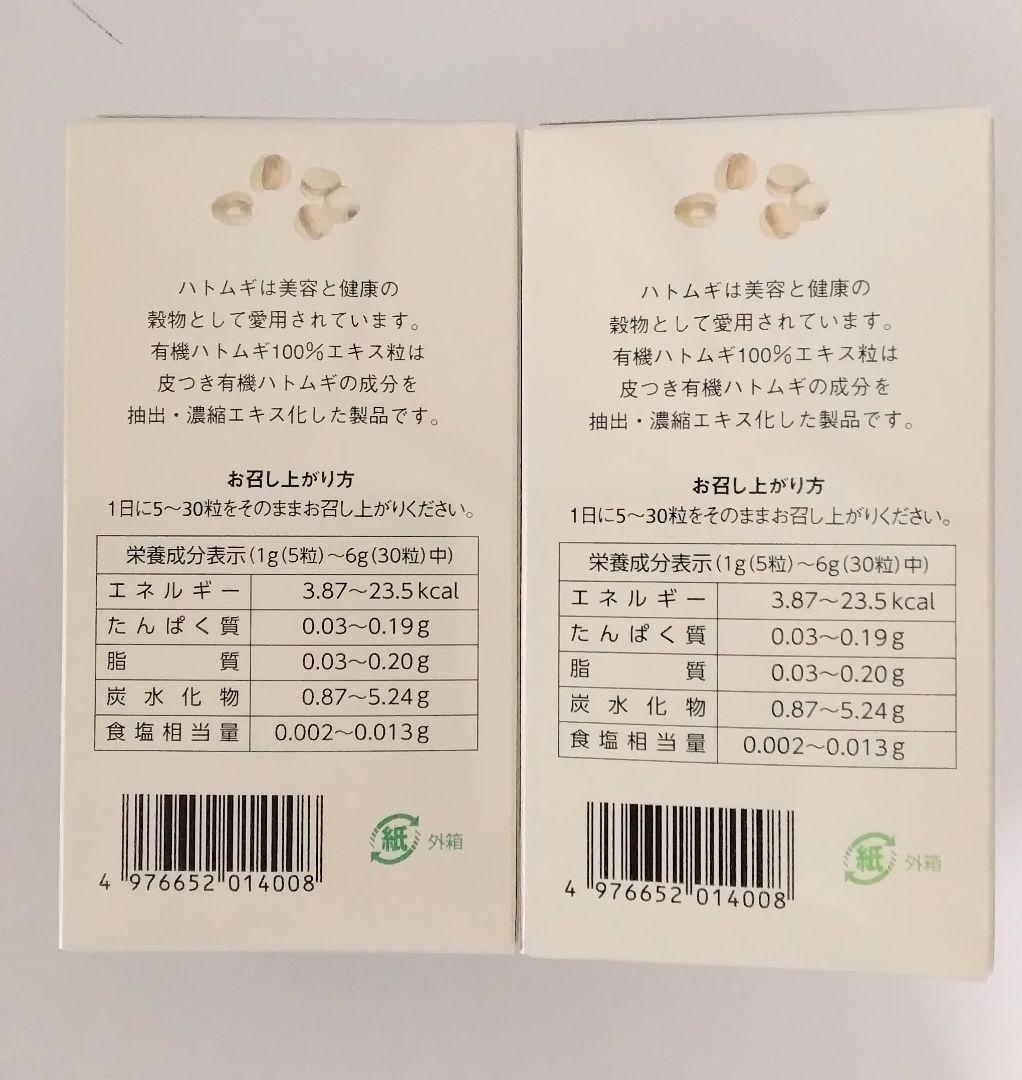 ハトムギは美容と健康の
穀物として愛用されています。
有機ハトムギ100%エキス粒は
皮つき有機ハトムギの成分を
抽出・濃縮エキス化した製品です。
お召し上がり方
1日に5〜30粒をそのままお召し上がりください。
栄養成分表示(1g(5粒)〜6g(30粒)中)
エネルギー 3.87〜23.5kcal
たんぱく質 0.03〜0.19g
脂質 0.03〜0.20g
炭水化物 0.87〜5.24g
食塩相当量 0.002〜0.013g
紙 外箱
4 976652 014008
ハトムギは美容と健康の
穀物として愛用されています。
有機ハトムギ100%エキス粒は
皮つき有機ハトムギの成分を
抽出・濃縮エキス化した製品です。
お召し上がり方
1日に5〜30粒をそのままお召し上がりください。
栄養成分表示(1g(5粒)〜6g(30粒)中)
エネルギー 3.87〜23.5kcal
たんぱく質 0.03〜0.19g
脂質 0.03〜0.20g
炭水化物 0.87〜5.24g
食塩相当量 0.002〜0.013g
紙 外箱
4 976652 014008